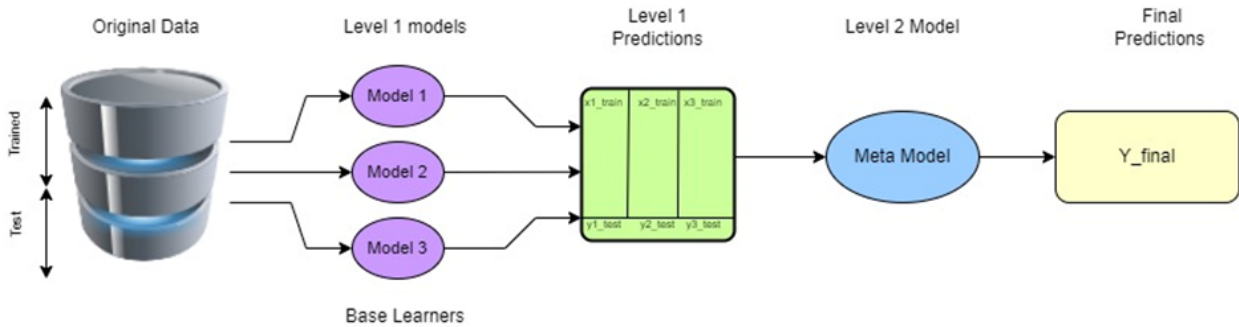 Original Data
Level 1 models
Level 1
Predictions
Level 2 Model
Final
Predictions
Trained
Test
Model 1
Model 2
Model 3
x1_train
x2_train
x3_train
y1_test
y2_test
y3_test
Meta Model
Y_final
Base Learners